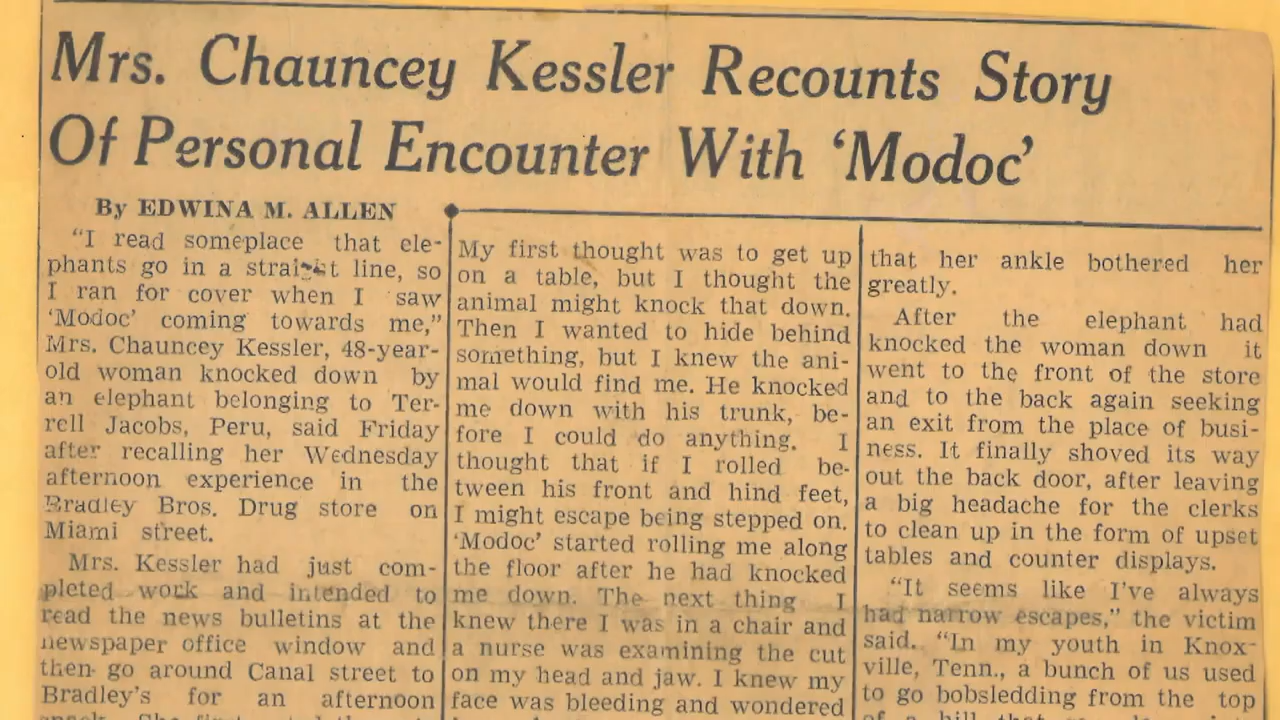 Mrs. Chauncey Kessler Recounts Story
Of Personal Encounter With ‘Modoc’
By EDWINA M. ALLEN
“I read someplace that ele-
phants go in a straight line, so
I ran for cover when I saw
‘Modoc’ coming towards me,”
Mrs. Chauncey Kessler, 48-year-
old woman knocked down by
an elephant belonging to Ter-
rell Jacobs, Peru, said Friday
after recalling her Wednesday
afternoon experience in the
Bradley Bros. Drug store on
Miami street.
Mrs. Kessler had just com-
pleted work and intended to
read the news bulletins at the
newspaper office window and
then go around Canal street to
Bradley’s for an afternoon
My first thought was to get up
on a table, but I thought the
animal might knock that down.
Then I wanted to hide behind
something, but I knew the ani-
mal would find me. He knocked
me down with his trunk, be-
fore I could do anything. I
thought that if I rolled be-
tween his front and hind feet,
I might escape being stepped on.
‘Modoc’ started rolling me along
the floor after he had knocked
me down. The next thing I
knew there I was in a chair and
a nurse was examining the cut
on my head and jaw. I knew my
face was bleeding and wondered
that her ankle bothered her
greatly.
After the elephant had
knocked the woman down it
went to the front of the store
and to the back again seeking
an exit from the place of busi-
ness. It finally shoved its way
out the back door, after leaving
a big headache for the clerks
to clean up in the form of upset
tables and counter displays.
“It seems like I’ve always
had narrow escapes,” the victim
said. “In my youth in Knox-
ville, Tenn., a bunch of us used
to go bobsledding from the top
of a hill that